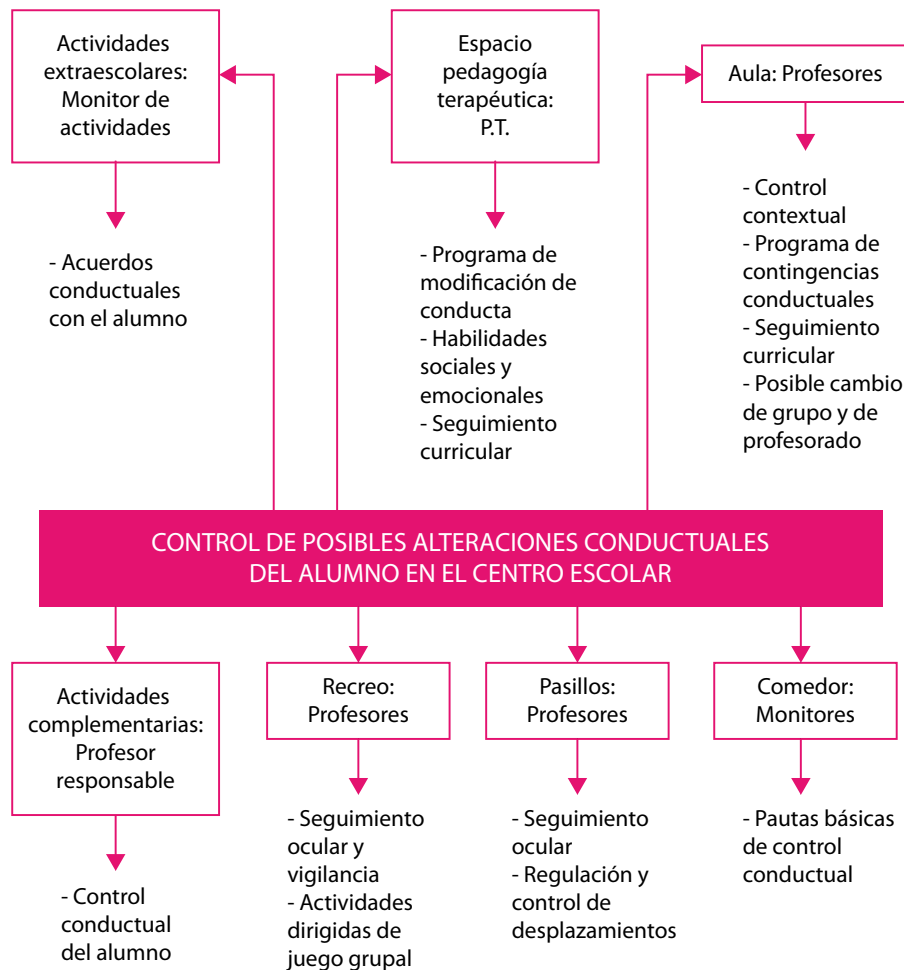 Actividades
extraescolares:
Monitor de
actividades
Espacio
pedagogía
terapéutica:
P.T.
Aula: Profesores
- Acuerdos
conductuales
con el alumno
- Programa de
modificación de
conducta
- Habilidades
sociales y
emocionales
- Seguimiento
curricular
- Control
contextual
- Programa de
contingencias
conductuales
- Seguimiento
curricular
- Posible cambio
de grupo y de
profesorado
CONTROL DE POSIBLES ALTERACIONES CONDUCTUALES
DEL ALUMNO EN EL CENTRO ESCOLAR
Actividades
complementarias:
Profesor
responsable
Recreo:
Profesores
Pasillos:
Profesores
Comedor:
Monitores
- Control
conductual
del alumno
- Seguimiento
ocular y
vigilancia
- Actividades
dirigidas de
juego grupal
- Seguimiento
ocular
- Regulación y
control de
desplazamientos
- Pautas básicas
de control
conductual